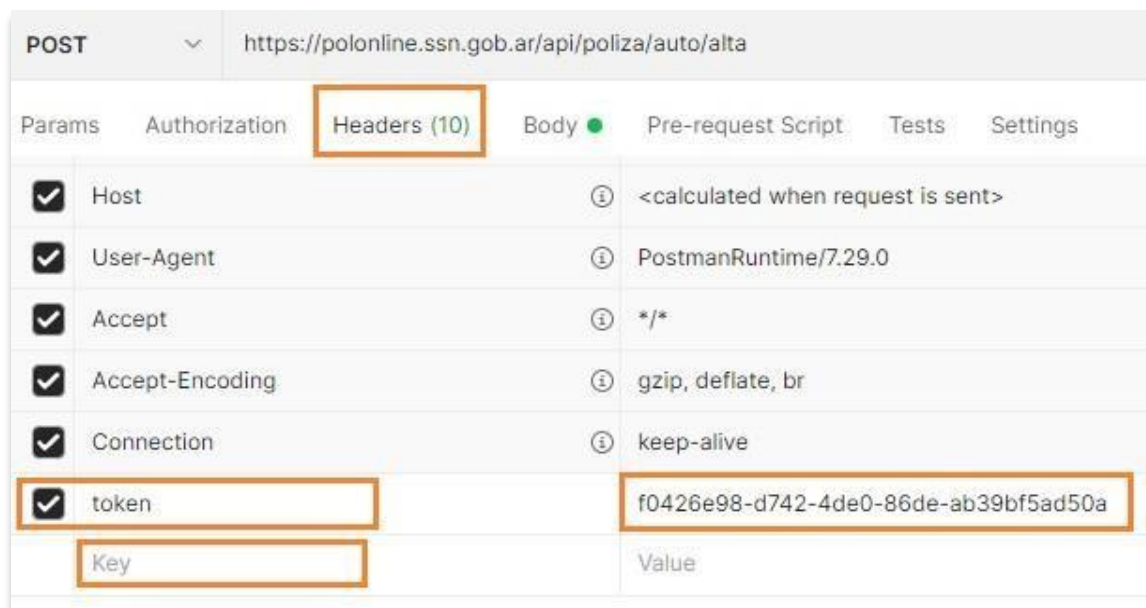 POST https://polonline.ssn.gob.ar/api/poliza/auto/alta
Params Authorization Headers (10) Body Pre-request Script Tests Settings
Host <calculated when request is sent>
User-Agent PostmanRuntime/7.29.0
Accept */*
Accept-Encoding gzip, deflate, br
Connection keep-alive
token f0426e98-d742-4de0-86de-ab39bf5ad50a
Key Value